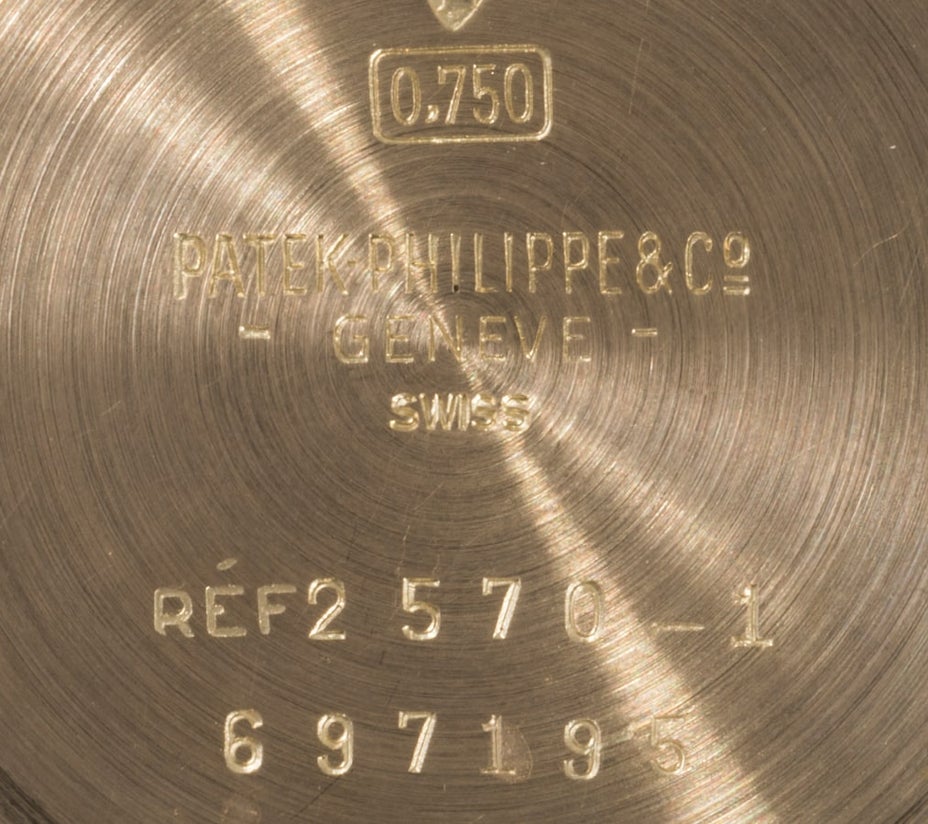 0,750
PATEK·PHILIPPE&Cº
- GENEVE -
SWISS
RÉF 2570-1
697195